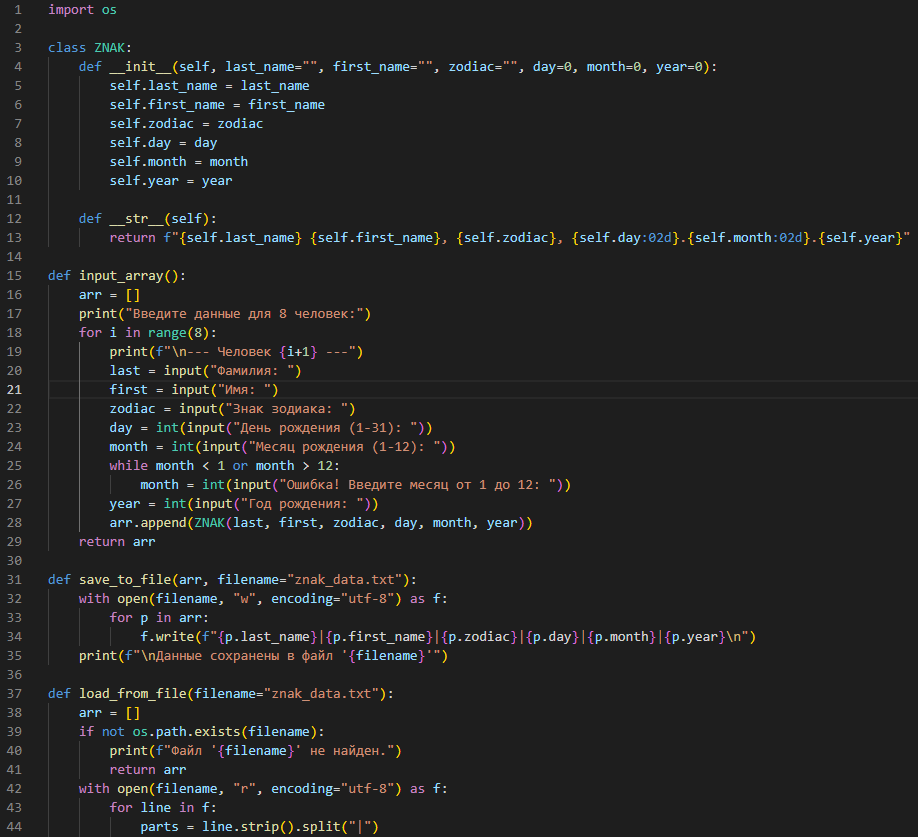 1 import os
2
3 class ZNAK:
4     def __init__(self, last_name="", first_name="", zodiac="", day=0, month=0, year=0):
5         self.last_name = last_name
6         self.first_name = first_name
7         self.zodiac = zodiac
8         self.day = day
9         self.month = month
10         self.year = year
11
12     def __str__(self):
13         return f"{self.last_name} {self.first_name}, {self.zodiac}, {self.day:02d}.{self.month:02d}.{self.year}"
14
15 def input_array():
16     arr = []
17     print("Введите данные для 8 человек:")
18     for i in range(8):
19         print(f"\n--- Человек {i+1} ---")
20         last = input("Фамилия: ")
21         first = input("Имя: ")
22         zodiac = input("Знак зодиака: ")
23         day = int(input("День рождения (1-31): "))
24         month = int(input("Месяц рождения (1-12): "))
25         while month < 1 or month > 12:
26             month = int(input("Ошибка! Введите месяц от 1 до 12: "))
27         year = int(input("Год рождения: "))
28         arr.append(ZNAK(last, first, zodiac, day, month, year))
29     return arr
30
31 def save_to_file(arr, filename="znak_data.txt"):
32     with open(filename, "w", encoding="utf-8") as f:
33         for p in arr:
34             f.write(f"{p.last_name}|{p.first_name}|{p.zodiac}|{p.day}|{p.month}|{p.year}\n")
35     print(f"\nДанные сохранены в файл '{filename}'")
36
37 def load_from_file(filename="znak_data.txt"):
38     arr = []
39     if not os.path.exists(filename):
40         print(f"Файл '{filename}' не найден.")
41         return arr
42     with open(filename, "r", encoding="utf-8") as f:
43         for line in f:
44             parts = line.strip().split("|")